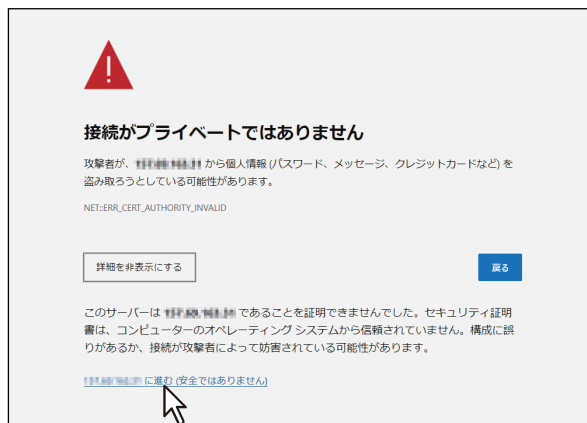 接続がプライベートではありません
攻撃者が、 から個人情報 (パスワード、メッセージ、クレジットカードなど) を
盗み取ろうとしている可能性があります。
NET::ERR_CERT_AUTHORITY_INVALID
詳細を非表示にする
戻る
このサーバーは であることを証明できませんでした。セキュリティ証明
書は、コンピューターのオペレーティング システムから信頼されていません。構成に誤
りがあるか、接続が攻撃者によって妨害されている可能性があります。
に進む (安全ではありません)